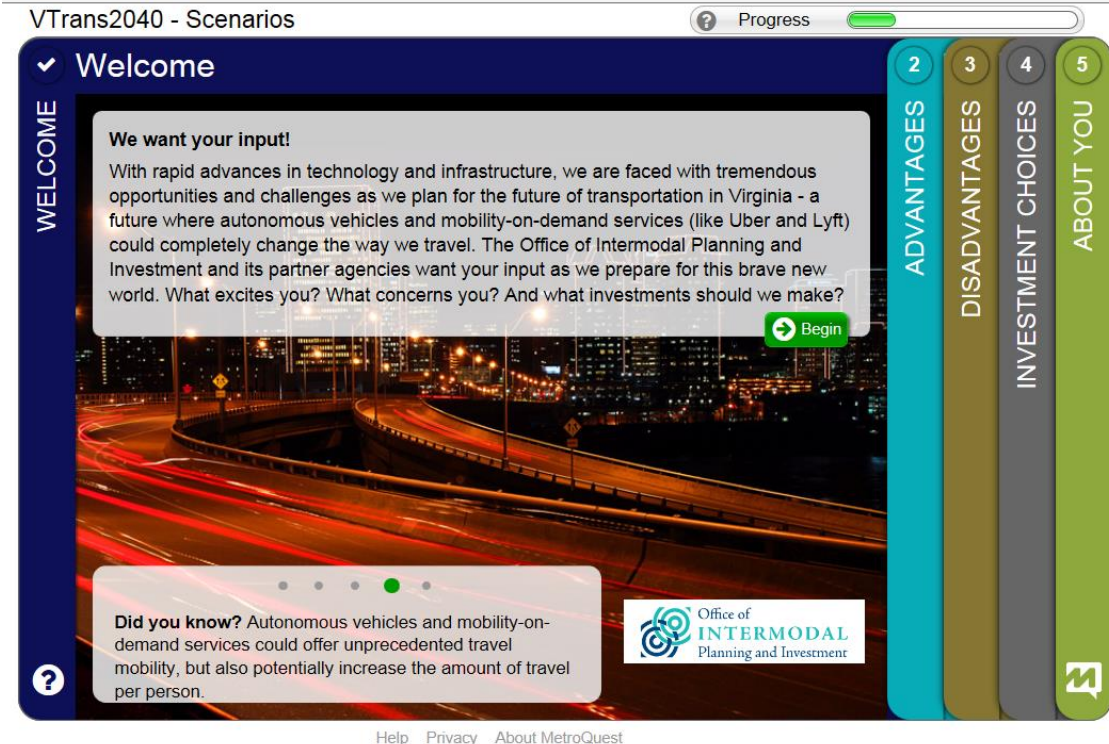 VTrans2040 - Scenarios
? Progress
Welcome
WELCOME
We want your input!
With rapid advances in technology and infrastructure, we are faced with tremendous
opportunities and challenges as we plan for the future of transportation in Virginia - a
future where autonomous vehicles and mobility-on-demand services (like Uber and Lyft)
could completely change the way we travel. The Office of Intermodal Planning and
Investment and its partner agencies want your input as we prepare for this brave new
world. What excites you? What concerns you? And what investments should we make?
Begin
Did you know? Autonomous vehicles and mobility-on-
demand services could offer unprecedented travel
mobility, but also potentially increase the amount of travel
per person.
Office of
INTERMODAL
Planning and Investment
?
2
ADVANTAGES
3
DISADVANTAGES
4
INVESTMENT CHOICES
5
ABOUT YOU
Help Privacy About MetroQuest